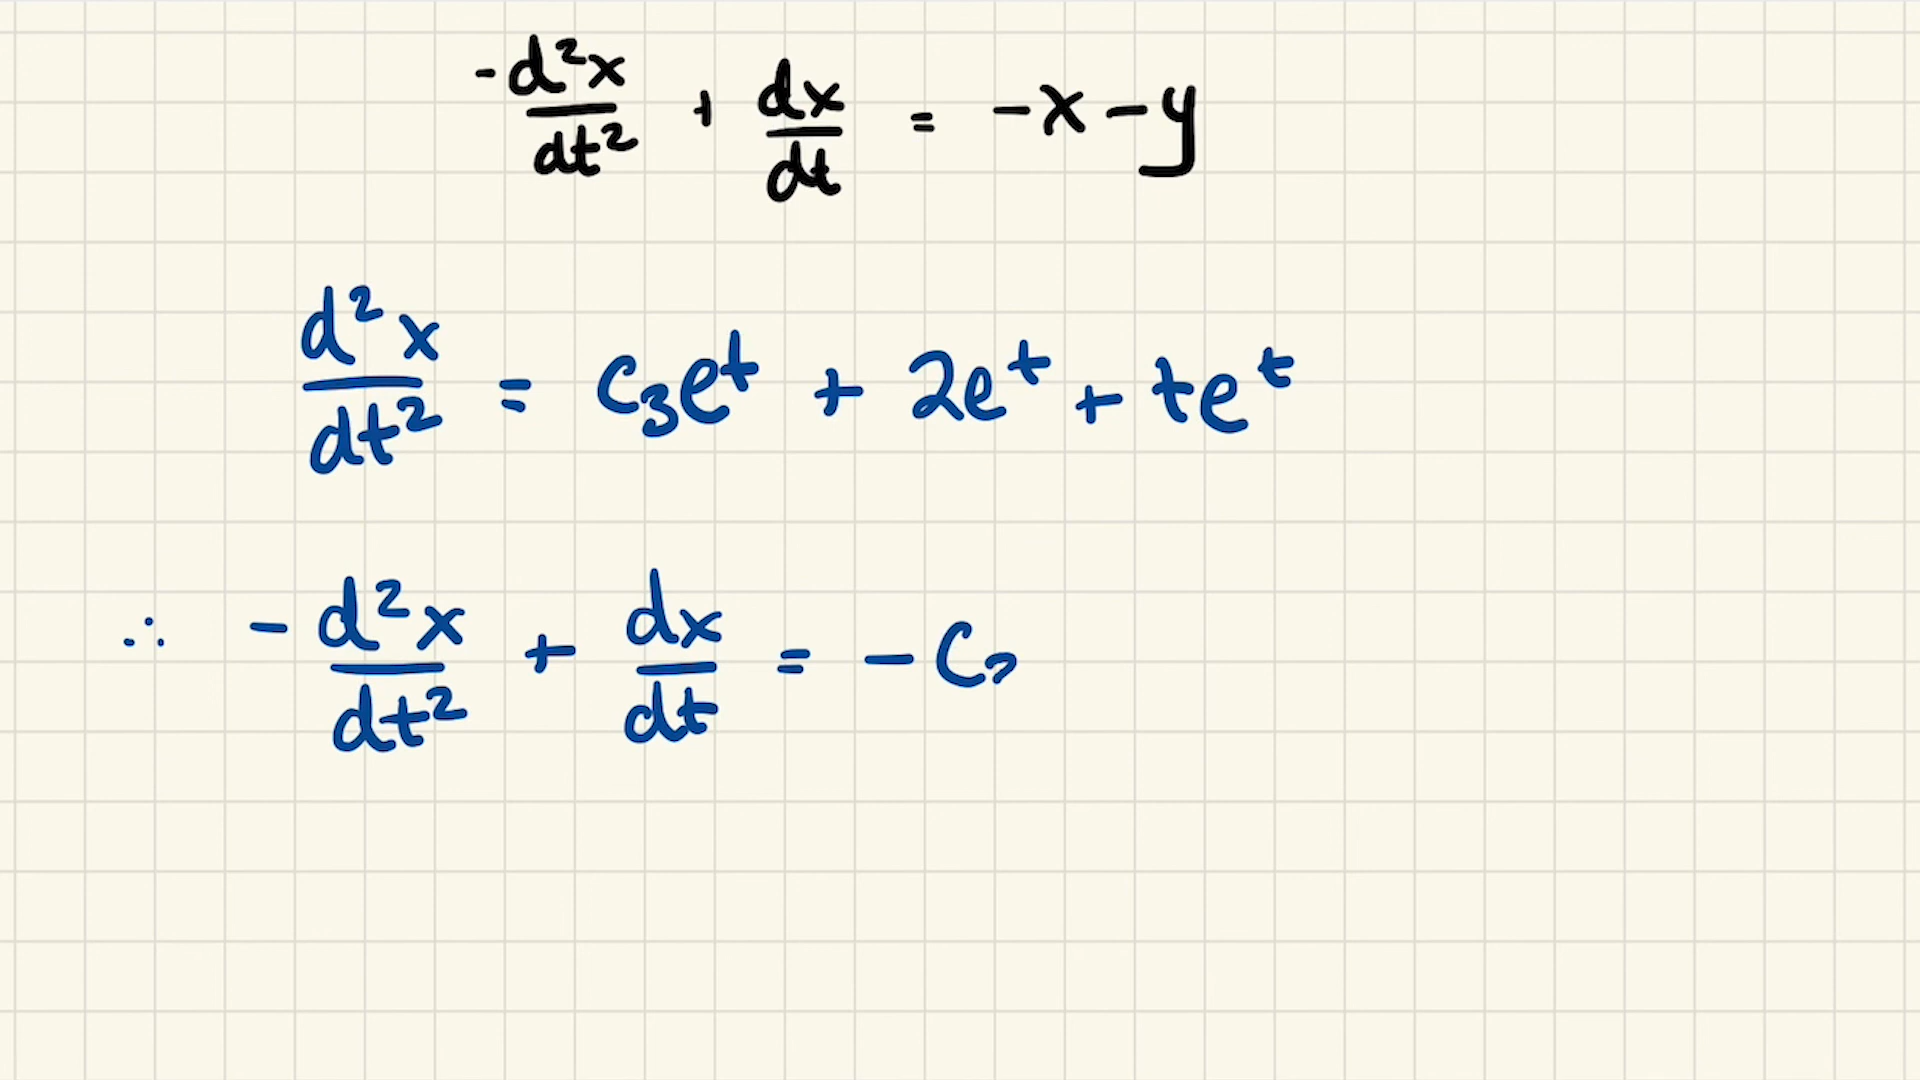 -d²x/dt² + dx/dt = -x - y
d²x/dt² = c₃eᵗ + 2eᵗ + teᵗ
∴ -d²x/dt² + dx/dt = -C